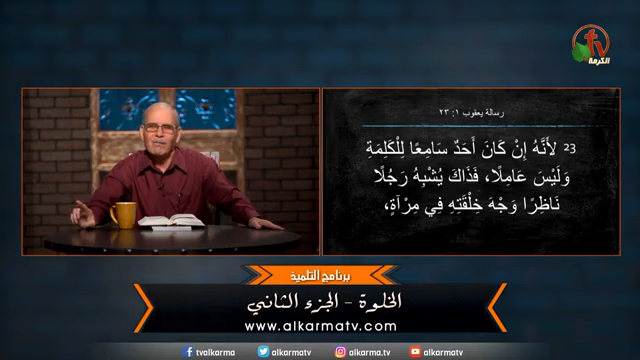 tv
الكرمة
رسالة يعقوب ١: ٢٣
23 لأَنَّهُ إِنْ كَانَ أَحَدٌ سَامِعًا لِلْكَلِمَةِ
وَلَيْسَ عَامِلًا، فَذَاكَ يُشْبِهُ رَجُلًا
نَاظِرًا وَجْهَ خِلْقَتِهِ فِي مِرْآةٍ،
برنامج التلميذ
الخلوة - الجزء الثاني
www.alkarmatv.com
tvalkarma alkarmatv alkarma.tv alkarmatv